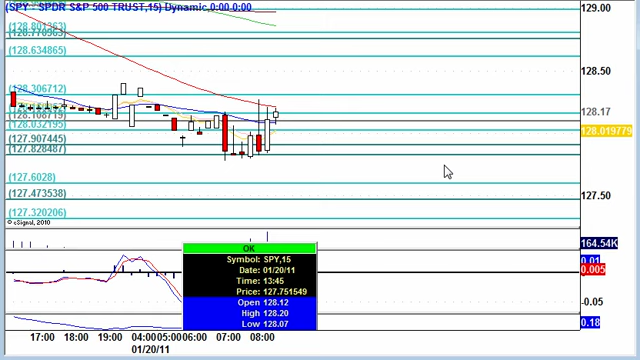 (SPY - SPDR S&P 500 TRUST,15) Dynamic,0:00-0:00
129.00
(128.801363)
(128.770963)
(128.634865)
128.50
(128.306712)
128.17
(128.108719)
(128.032195)
128.019779
(127.907445)
(127.828487)
(127.6028)
(127.473538)
127.50
(127.320206)
© eSignal, 2010
164.54K
OK
Symbol: SPY,15
Date: 01/20/11
Time: 13:45
Price: 127.751549
Open 128.12
High 128.20
Low 128.07
0.01
0.005
-0.05
0.18
17:00 18:00 19:00 04:00 05:00 06:00 07:00 08:00
01/20/11